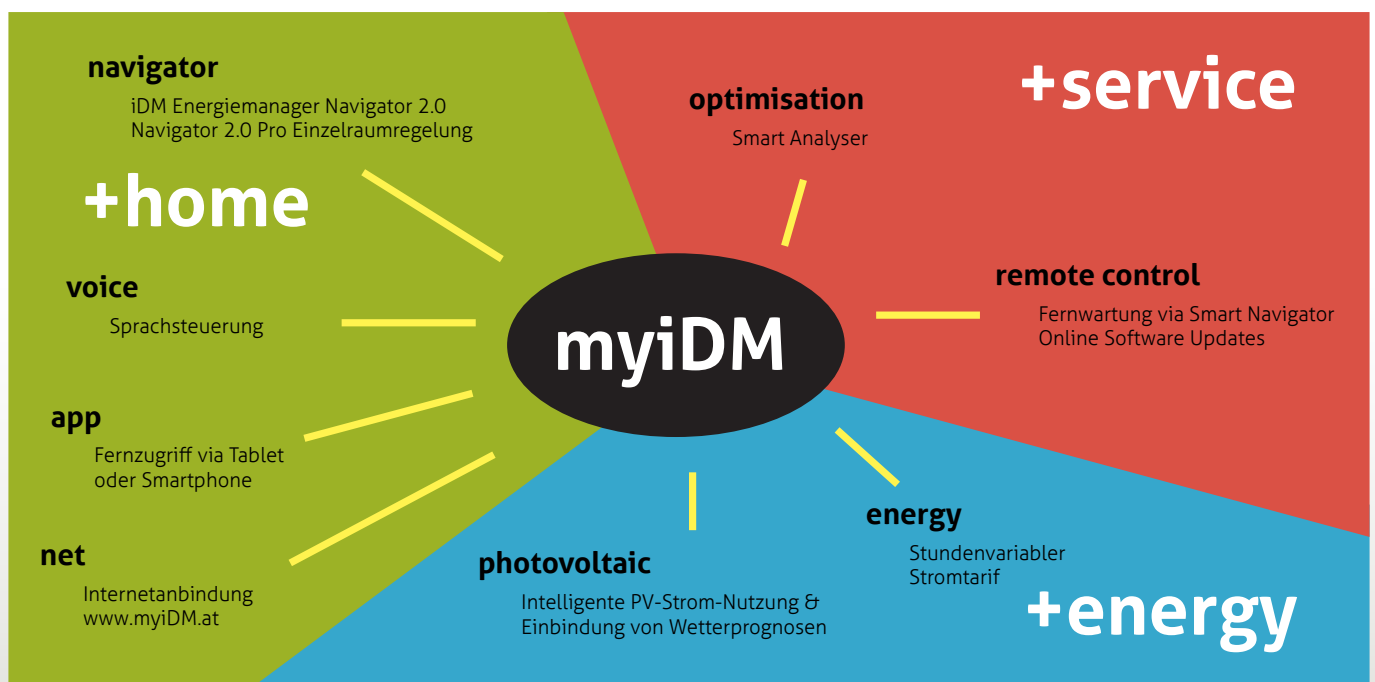 navigator
iDM Energiemanager Navigator 2.0
Navigator 2.0 Pro Einzelraumregelung
+home
voice
Sprachsteuerung
app
Fernzugriff via Tablet
oder Smartphone
net
Internetanbindung
www.myiDM.at
myiDM
+service
optimisation
Smart Analyser
remote control
Fernwartung via Smart Navigator
Online Software Updates
photovoltaic
Intelligente PV-Strom-Nutzung &
Einbindung von Wetterprognosen
energy
Stundenvariabler
Stromtarif
+energy